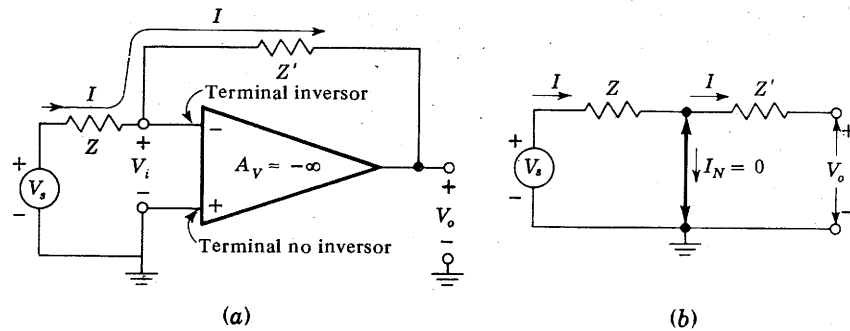 I
Z'
I
Terminal inversor
Z
+
V_i
-
-
A_V = -∞
+
+
V_s
-
+
V_o
-
Terminal no inversor
(a)
I
Z
I
Z'
+
V_s
-
I_N = 0
+
V_o
-
(b)